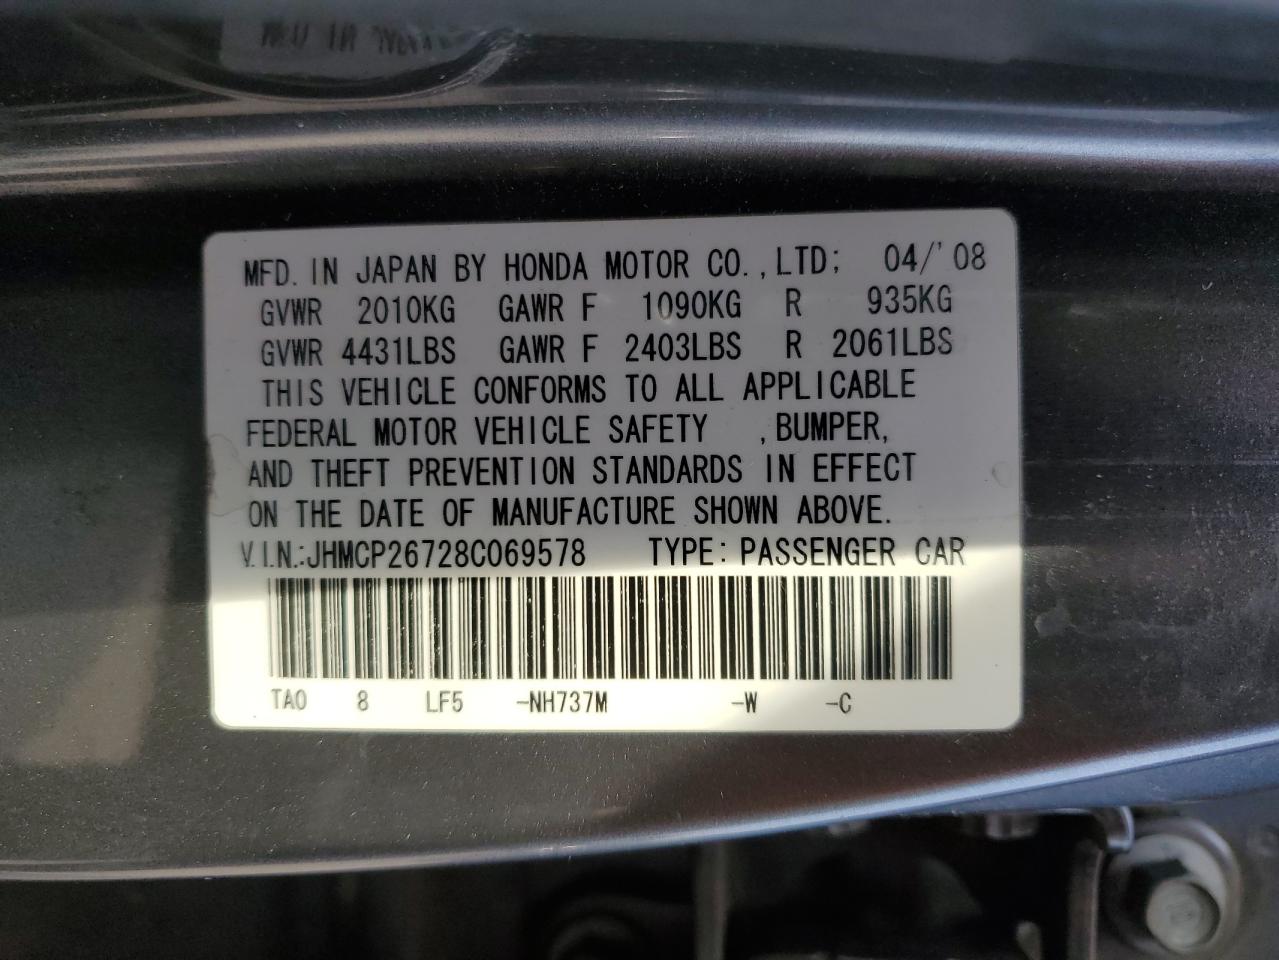 MFD. IN JAPAN BY HONDA MOTOR CO.,LTD; 04/'08
GVWR 2010KG GAWR F 1090KG R 935KG
GVWR 4431LBS GAWR F 2403LBS R 2061LBS
THIS VEHICLE CONFORMS TO ALL APPLICABLE
FEDERAL MOTOR VEHICLE SAFETY ,BUMPER,
AND THEFT PREVENTION STANDARDS IN EFFECT
ON THE DATE OF MANUFACTURE SHOWN ABOVE.
V.I.N.:JHMCP26728C069578 TYPE: PASSENGER CAR
TA0 8 LF5 -NH737M -W -C